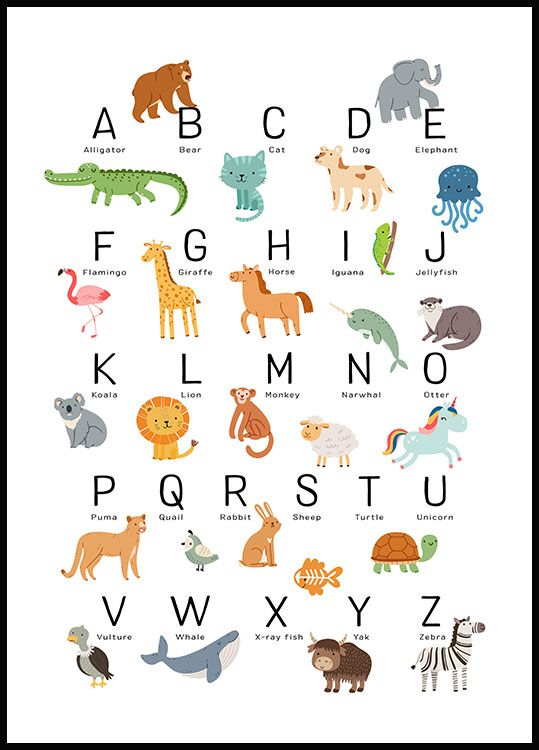 A B C D E
Alligator Bear Cat Dog Elephant
F G H I J
Flamingo Giraffe Horse Iguana Jellyfish
K L M N O
Koala Lion Monkey Narwhal Otter
P Q R S T U
Puma Quail Rabbit Sheep Turtle Unicorn
V W X Y Z
Vulture Whale X-ray fish Yak Zebra